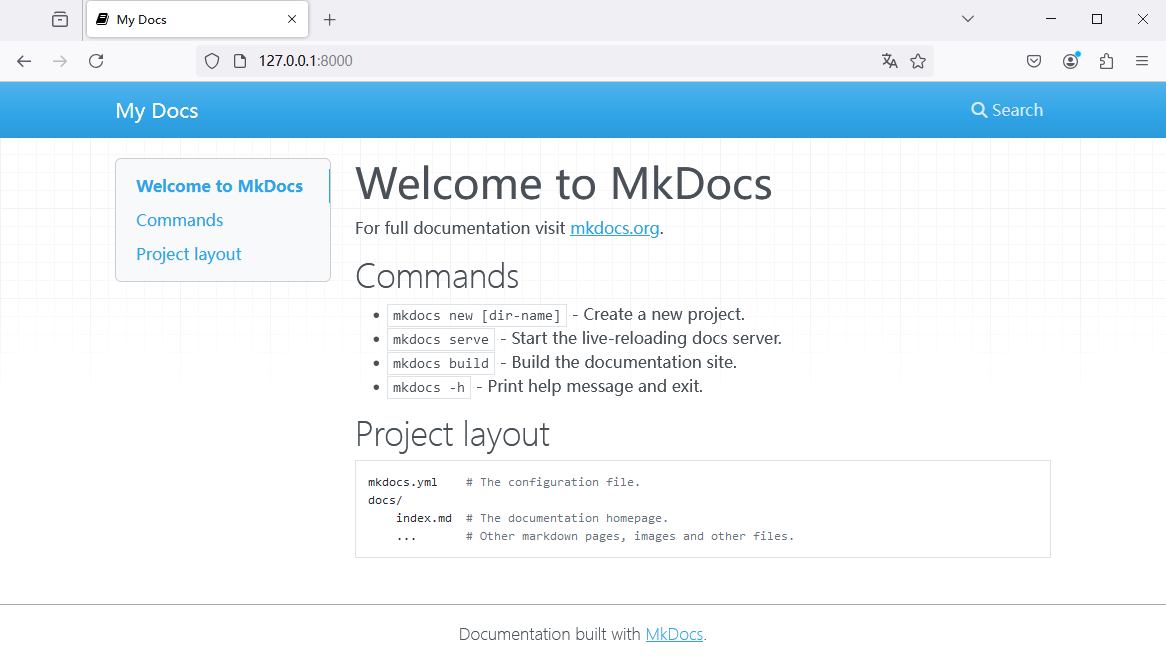 My Docs
127.0.0.1:8000
My Docs
Search
Welcome to MkDocs
Commands
Project layout
Welcome to MkDocs
For full documentation visit mkdocs.org.
Commands
mkdocs new [dir-name] - Create a new project.
mkdocs serve - Start the live-reloading docs server.
mkdocs build - Build the documentation site.
mkdocs -h - Print help message and exit.
Project layout
mkdocs.yml    # The configuration file.
docs/
    index.md  # The documentation homepage.
    ...       # Other markdown pages, images and other files.
Documentation built with MkDocs.